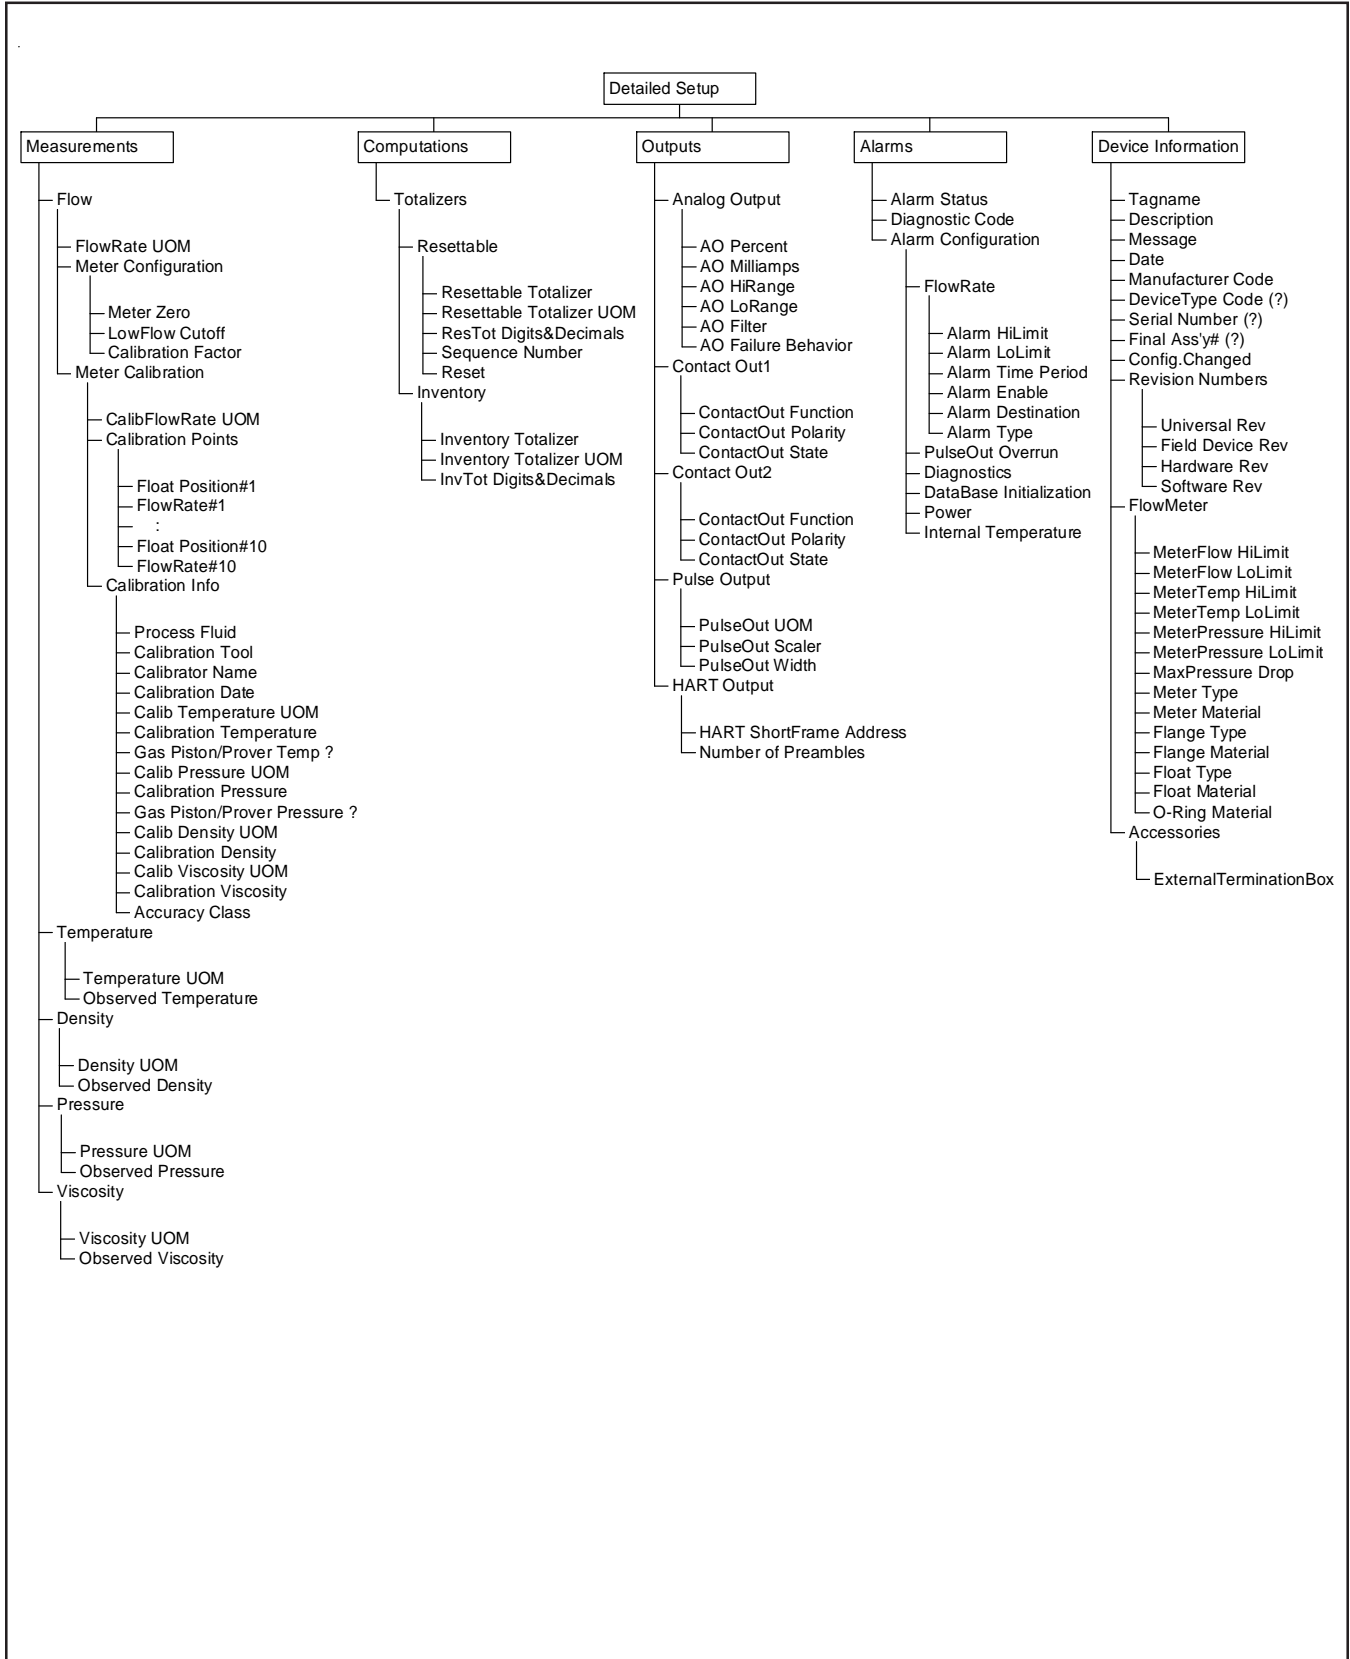 Detailed Setup
Measurements
Flow
FlowRate UOM
Meter Configuration
Meter Zero
LowFlow Cutoff
Calibration Factor
Meter Calibration
CalibFlowRate UOM
Calibration Points
Float Position#1
FlowRate#1
:
Float Position#10
FlowRate#10
Calibration Info
Process Fluid
Calibration Tool
Calibrator Name
Calibration Date
Calib Temperature UOM
Calibration Temperature
Gas Piston/Prover Temp ?
Calib Pressure UOM
Calibration Pressure
Gas Piston/Prover Pressure ?
Calib Density UOM
Calibration Density
Calib Viscosity UOM
Calibration Viscosity
Accuracy Class
Temperature
Temperature UOM
Observed Temperature
Density
Density UOM
Observed Density
Pressure
Pressure UOM
Observed Pressure
Viscosity
Viscosity UOM
Observed Viscosity
Computations
Totalizers
Resettable
Resettable Totalizer
Resettable Totalizer UOM
ResTot Digits&Decimals
Sequence Number
Reset
Inventory
Inventory Totalizer
Inventory Totalizer UOM
InvTot Digits&Decimals
Outputs
Analog Output
AO Percent
AO Milliamps
AO HiRange
AO LoRange
AO Filter
AO Failure Behavior
Contact Out1
ContactOut Function
ContactOut Polarity
ContactOut State
Contact Out2
ContactOut Function
ContactOut Polarity
ContactOut State
Pulse Output
PulseOut UOM
PulseOut Scaler
PulseOut Width
HART Output
HART ShortFrame Address
Number of Preambles
Alarms
Alarm Status
Diagnostic Code
Alarm Configuration
FlowRate
Alarm HiLimit
Alarm LoLimit
Alarm Time Period
Alarm Enable
Alarm Destination
Alarm Type
PulseOut Overrun
Diagnostics
DataBase Initialization
Power
Internal Temperature
Device Information
Tagname
Description
Message
Date
Manufacturer Code
DeviceType Code (?)
Serial Number (?)
Final Ass'y# (?)
Config.Changed
Revision Numbers
Universal Rev
Field Device Rev
Hardware Rev
Software Rev
FlowMeter
MeterFlow HiLimit
MeterFlow LoLimit
MeterTemp HiLimit
MeterTemp LoLimit
MeterPressure HiLimit
MeterPressure LoLimit
MaxPressure Drop
Meter Type
Meter Material
Flange Type
Flange Material
Float Type
Float Material
O-Ring Material
Accessories
ExternalTerminationBox